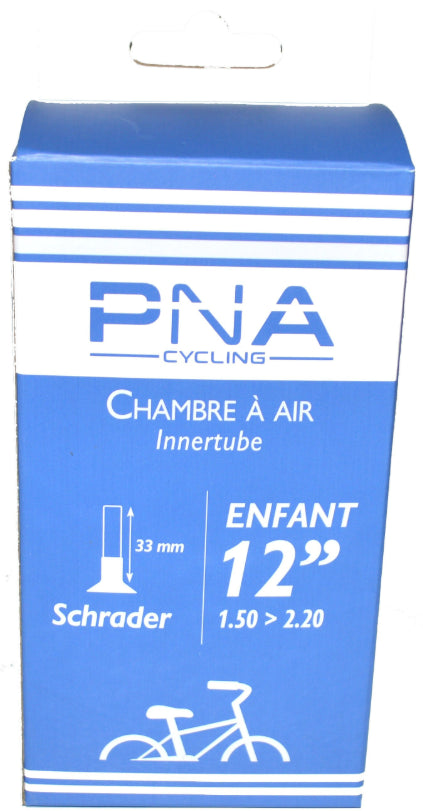 PNA
CYCLING
CHAMBRE À AIR
Innertube
33 mm
Schrader
ENFANT
12”
1.50 > 2.20